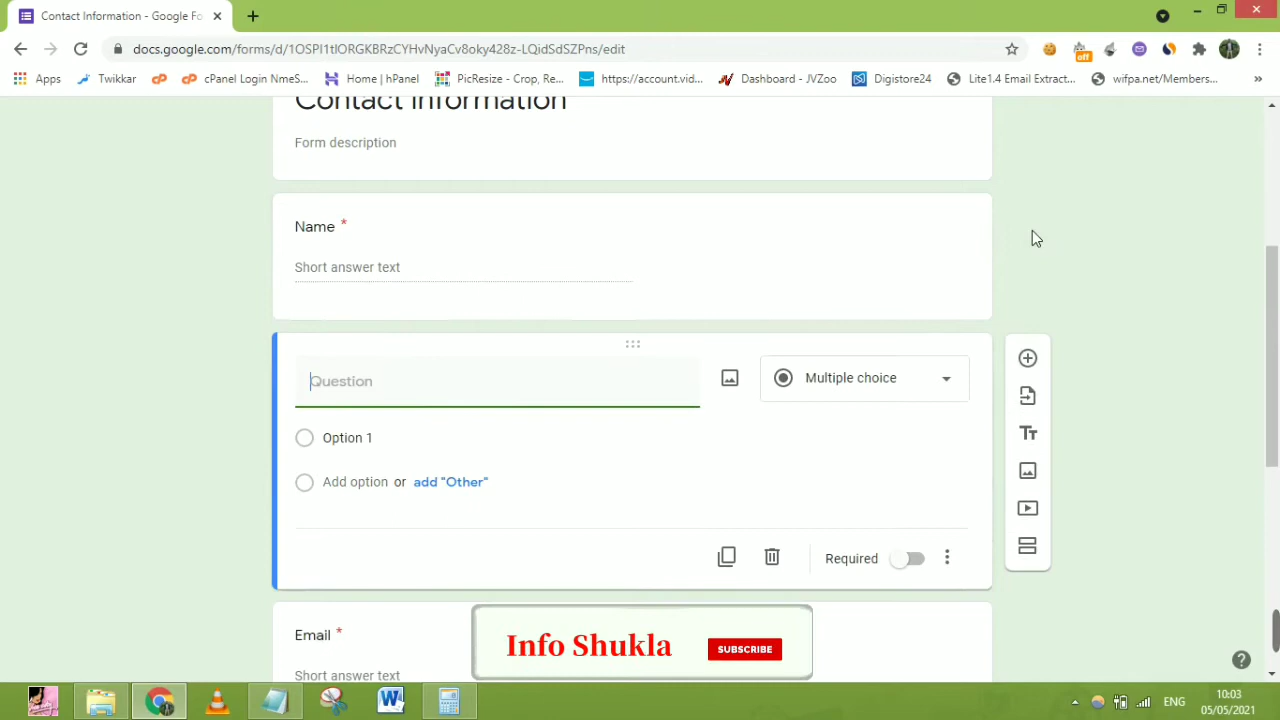 Contact Information - Google Fo
docs.google.com/forms/d/1OSPI1tlORGKBRzCYHvNyaCv8oky428z-LQidSdSZPns/edit
Apps
Twikkar
cPanel Login NmeS...
Home | hPanel
PicResize - Crop, Re...
https://account.vid...
Dashboard - JVZoo
Digistore24
Lite1.4 Email Extract...
wifpa.net/Members...
off
Contact Information
Form description
Name *
Short answer text
Question
Multiple choice
Option 1
Add option or add "Other"
Required
Email *
Short answer text
Info Shukla
SUBSCRIBE
ENG
10:03
05/05/2021